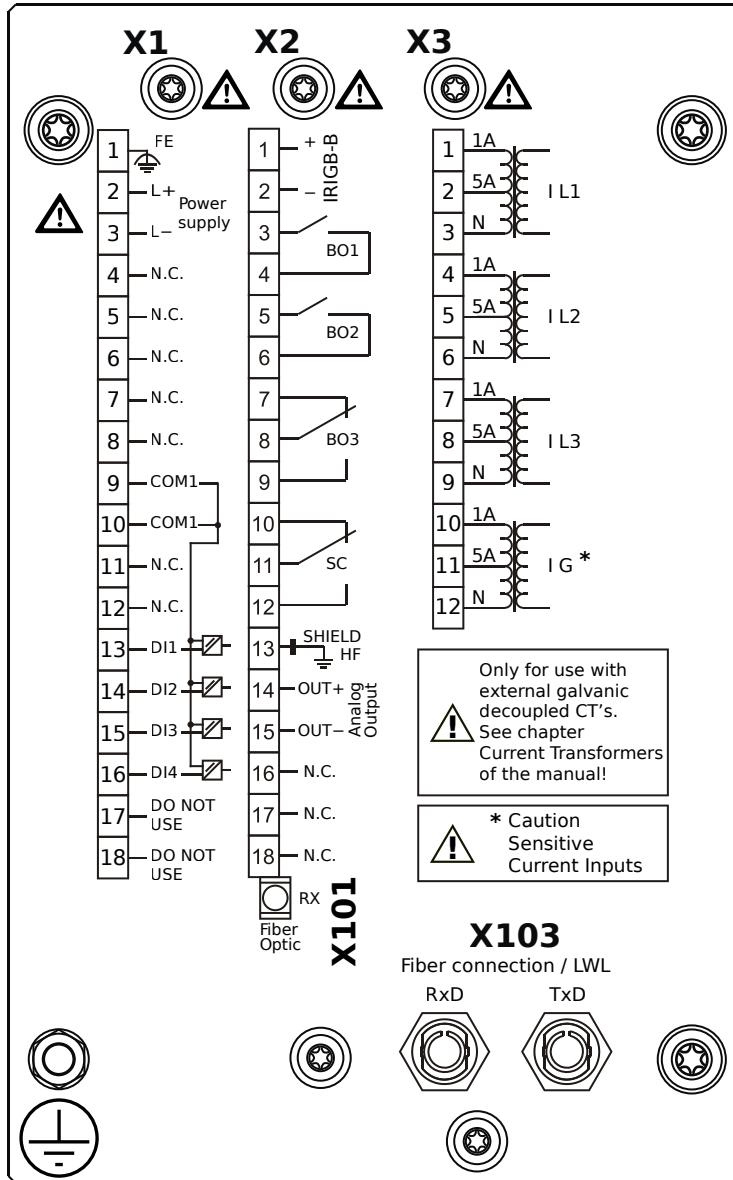 X1
X2
X3
1 FE
2 L+ Power
supply
3 L−
4 N.C.
5 N.C.
6 N.C.
7 N.C.
8 N.C.
9 COM1
10 COM1
11 N.C.
12 N.C.
13 DI1
14 DI2
15 DI3
16 DI4
17 DO NOT
USE
18 DO NOT
USE
1 +
IRIGB-B
2 −
3
BO1
4
5
BO2
6
7
8 BO3
9
10
11 SC
12
13 SHIELD
HF
14 OUT+
Analog
Output
15 OUT−
16 N.C.
17 N.C.
18 N.C.
RX
Fiber
Optic
X101
1 1A
2 5A I L1
3 N
4 1A
5 5A I L2
6 N
7 1A
8 5A I L3
9 N
10 1A
11 5A I G *
12 N
Only for use with
external galvanic
decoupled CT's.
See chapter
Current Transformers
of the manual!
* Caution
Sensitive
Current Inputs
X103
Fiber connection / LWL
RxD TxD